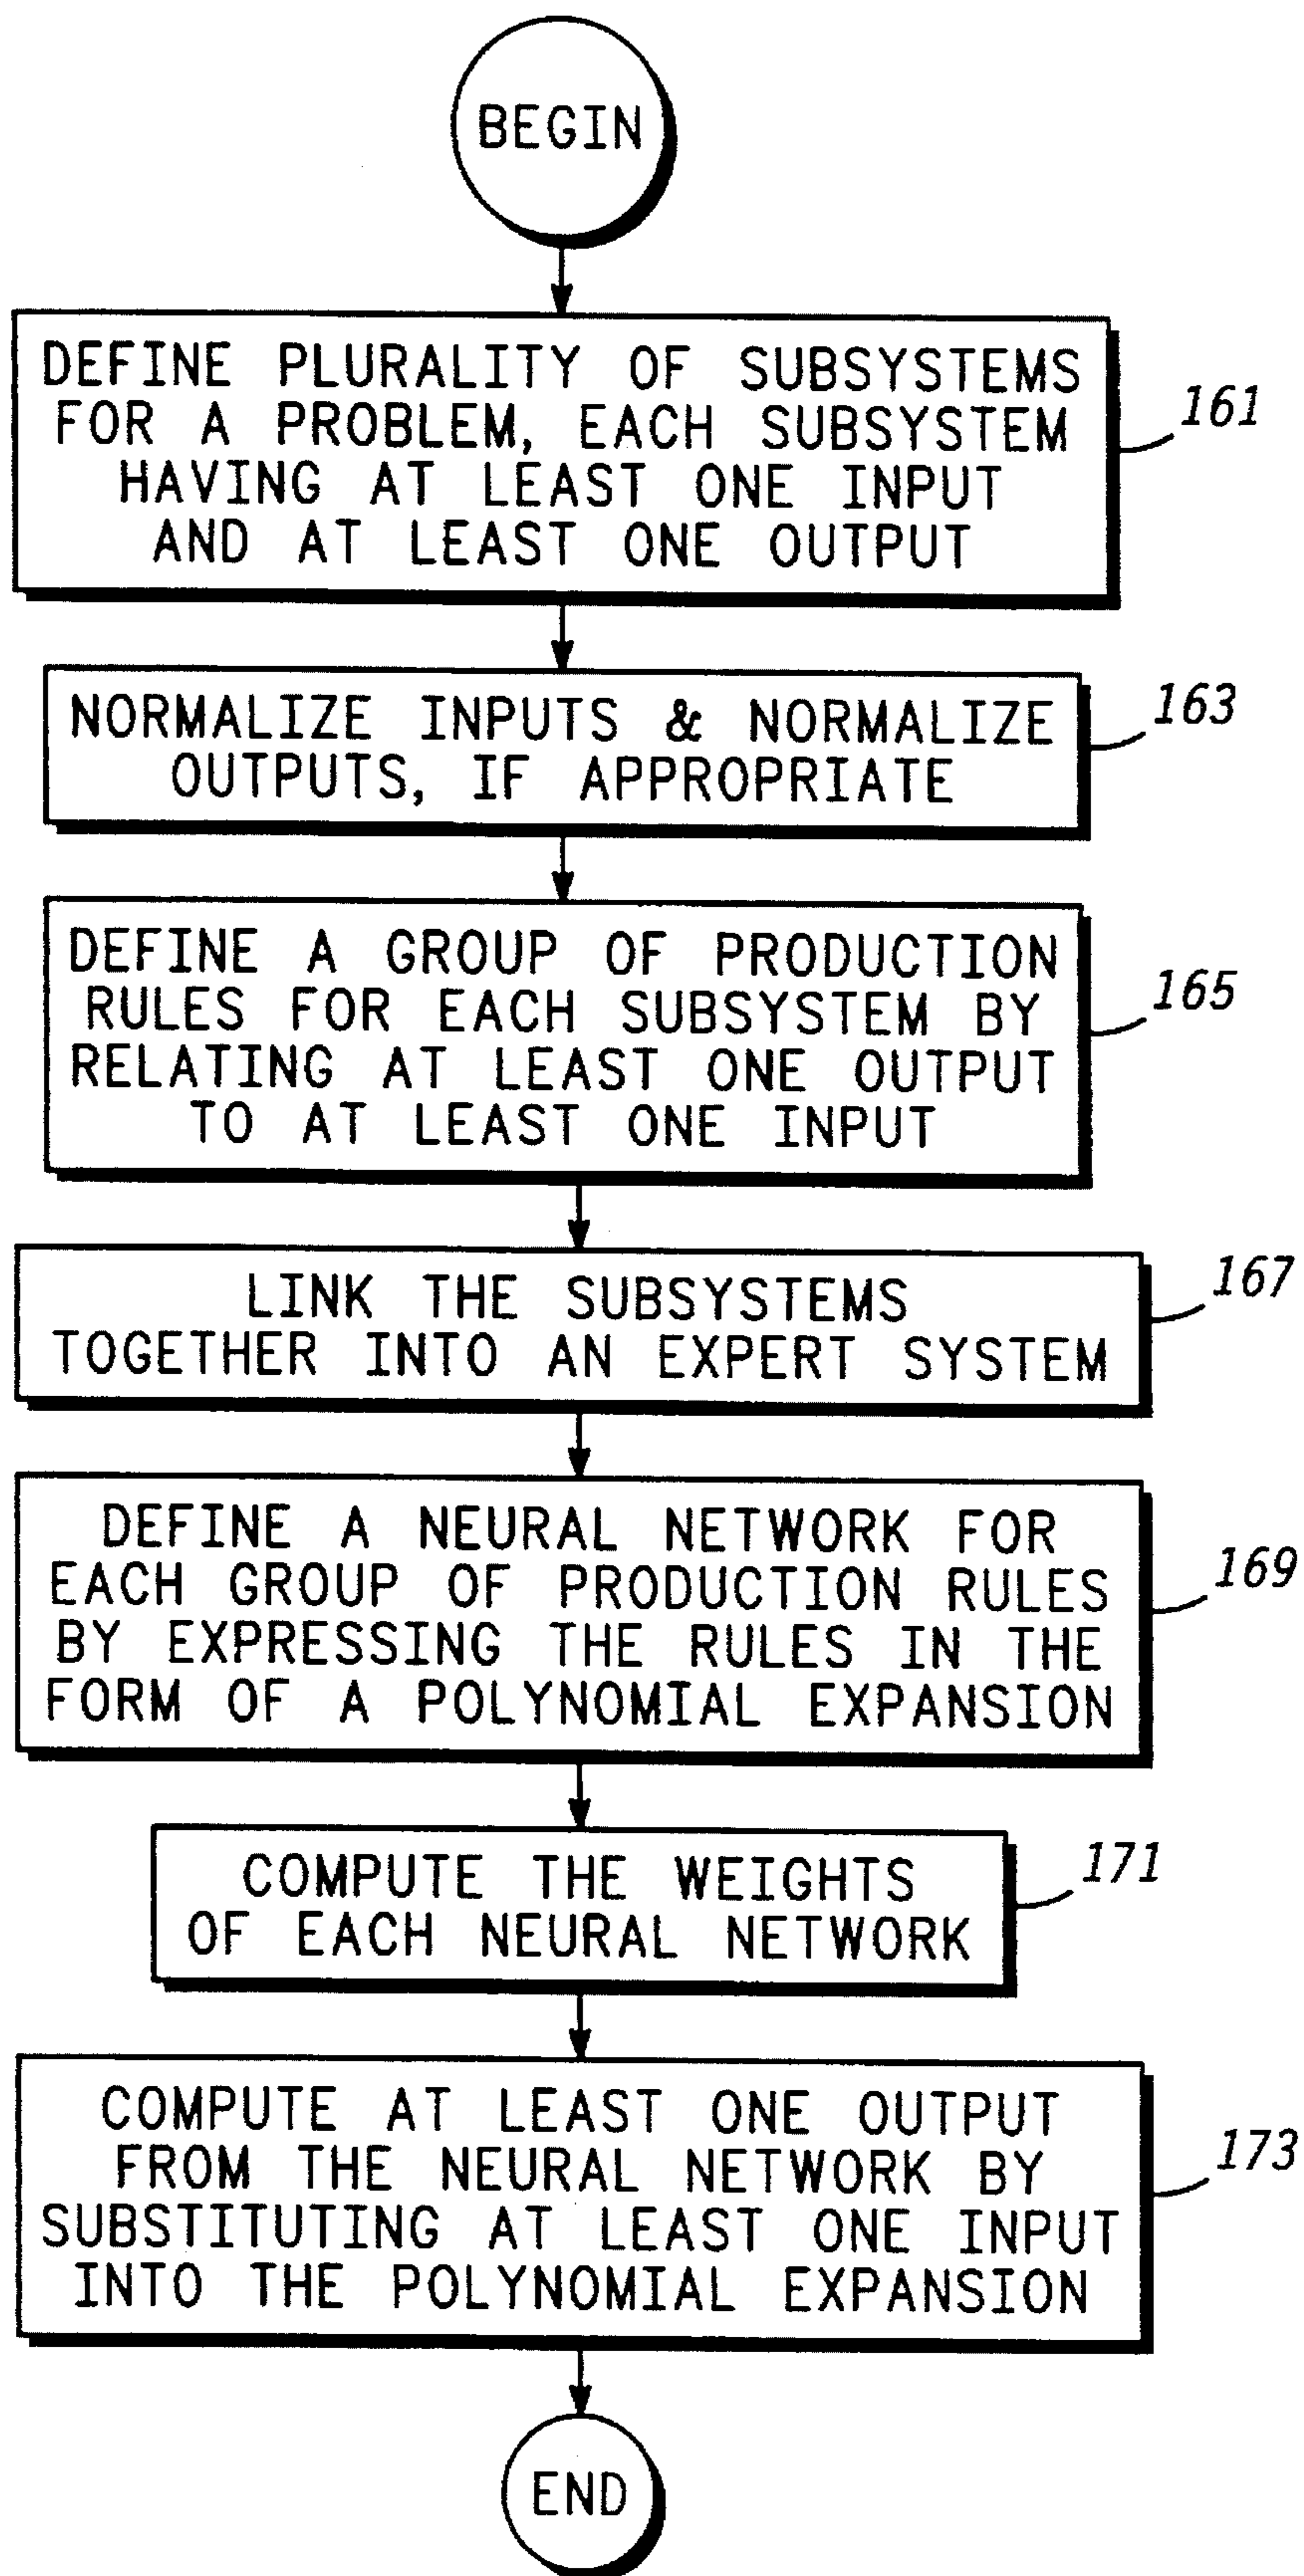 BEGIN
DEFINE PLURALITY OF SUBSYSTEMS
FOR A PROBLEM, EACH SUBSYSTEM
HAVING AT LEAST ONE INPUT
AND AT LEAST ONE OUTPUT
161
NORMALIZE INPUTS & NORMALIZE
OUTPUTS, IF APPROPRIATE
163
DEFINE A GROUP OF PRODUCTION
RULES FOR EACH SUBSYSTEM BY
RELATING AT LEAST ONE OUTPUT
TO AT LEAST ONE INPUT
165
LINK THE SUBSYSTEMS
TOGETHER INTO AN EXPERT SYSTEM
167
DEFINE A NEURAL NETWORK FOR
EACH GROUP OF PRODUCTION RULES
BY EXPRESSING THE RULES IN THE
FORM OF A POLYNOMIAL EXPANSION
169
COMPUTE THE WEIGHTS
OF EACH NEURAL NETWORK
171
COMPUTE AT LEAST ONE OUTPUT
FROM THE NEURAL NETWORK BY
SUBSTITUTING AT LEAST ONE INPUT
INTO THE POLYNOMIAL EXPANSION
173
END